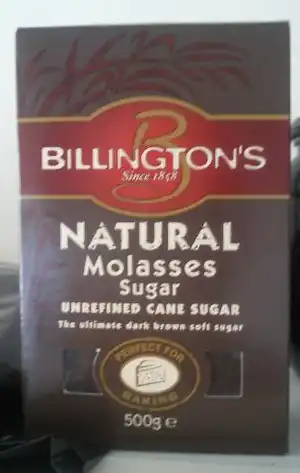 B
BILLINGTON'S
Since 1858
NATURAL
Molasses
Sugar
UNREFINED CANE SUGAR
The ultimate dark brown soft sugar
PERFECT FOR
BAKING
500g e